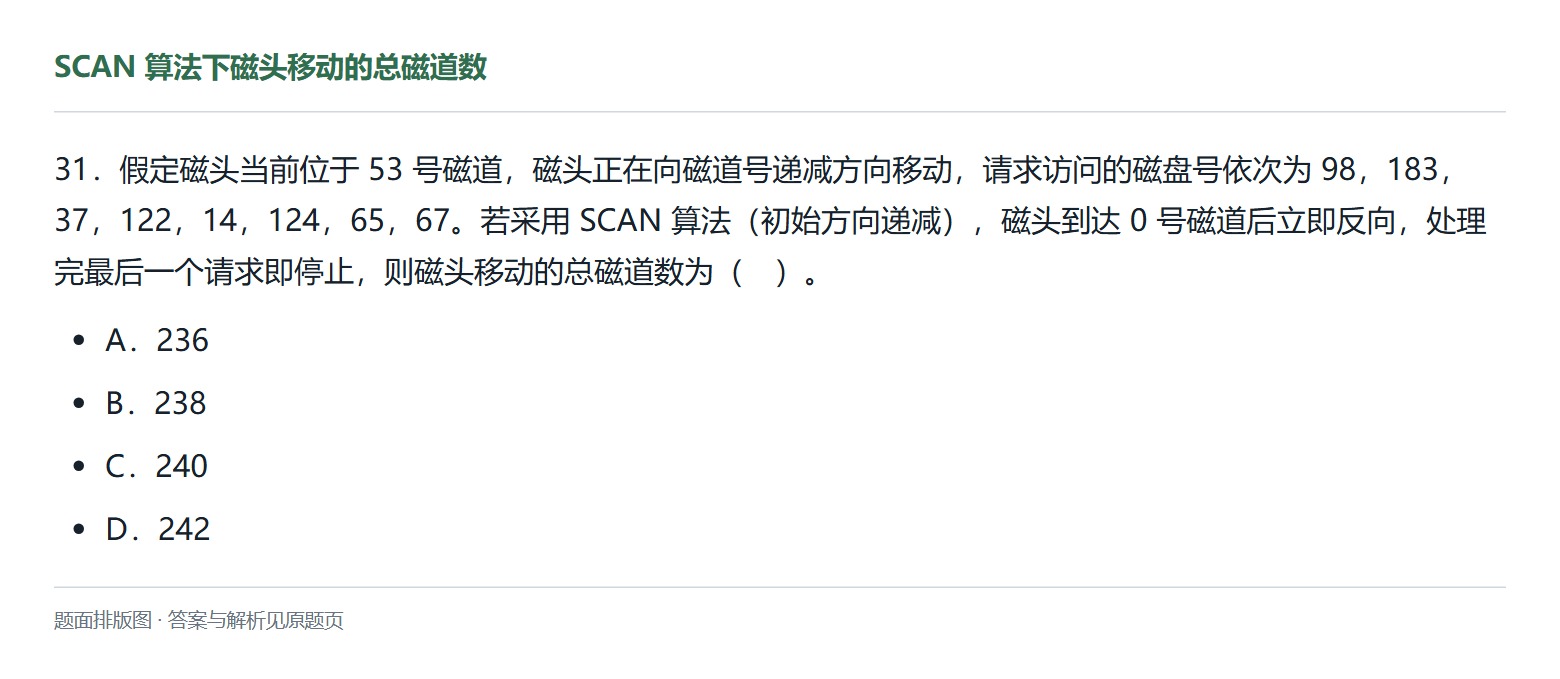 SCAN 算法下磁头移动的总磁道数
31．假定磁头当前位于 53 号磁道，磁头正在向磁道号递减方向移动，请求访问的磁盘号依次为 98，183，
37，122，14，124，65，67。若采用 SCAN 算法（初始方向递减），磁头到达 0 号磁道后立即反向，处理
完最后一个请求即停止，则磁头移动的总磁道数为（　）。
• A．236
• B．238
• C．240
• D．242
题面排版图 · 答案与解析见原题页